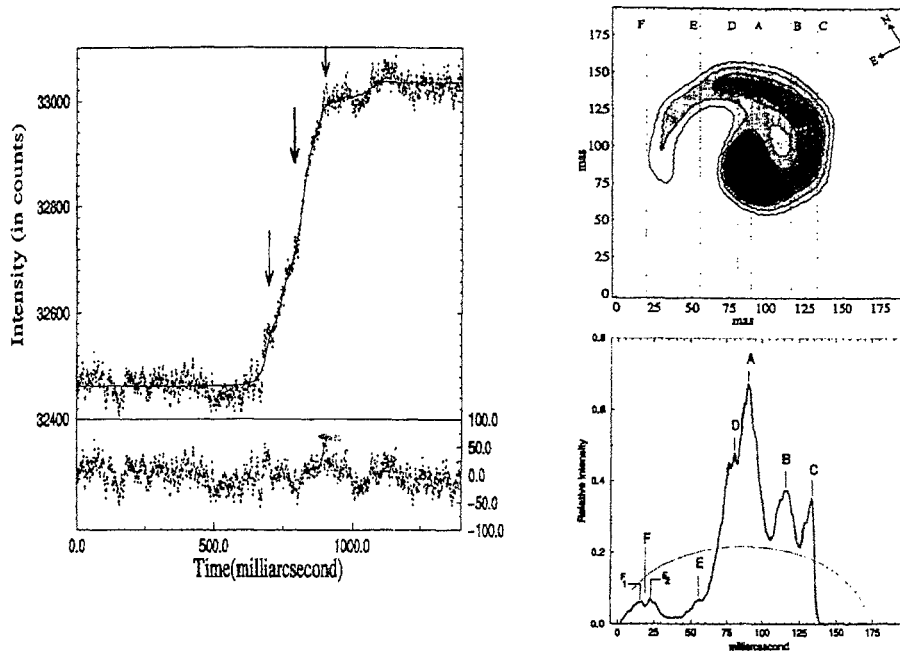 33000
32800
32600
32400
Intensity (in counts)
100.0
50.0
0.0
-50.0
-100.0
0.0 500.0 1000.0
Time(milliarcsecond)
F E D A B C
N
E
175
150
125
100
75
50
25
0
mas
0 25 50 75 100 125 150 175
mas
0.8
0.4
0.2
0.0
Relative Intensity
A
D
B
C
F
E
F1
0 25 50 75 100 125 150 175
milliarcsecond